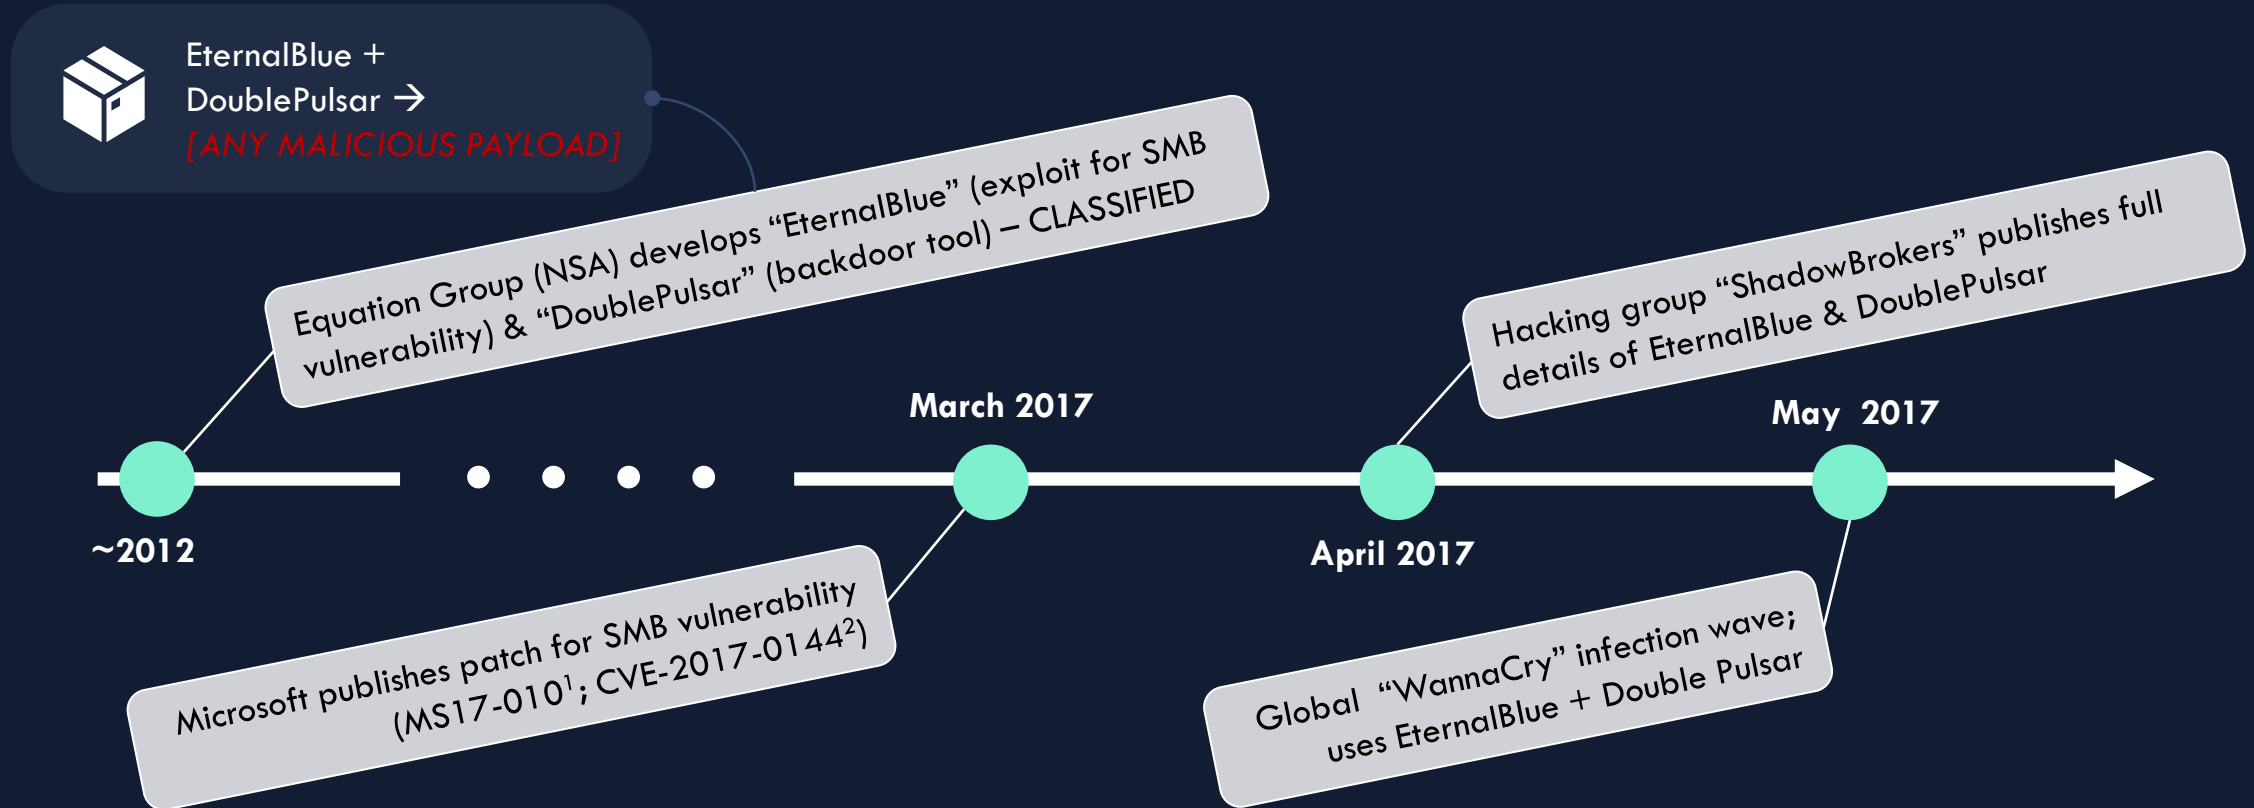 EternalBlue +
DoublePulsar →
[ANY MALICIOUS PAYLOAD]
Equation Group (NSA) develops “EternalBlue” (exploit for SMB
vulnerability) & “DoublePulsar” (backdoor tool) – CLASSIFIED
Hacking group “ShadowBrokers” publishes full
details of EternalBlue & DoublePulsar
March 2017
May  2017
~2012
April 2017
Microsoft publishes patch for SMB vulnerability
(MS17-010¹; CVE-2017-0144²)
Global  “WannaCry” infection wave;
uses EternalBlue + Double Pulsar